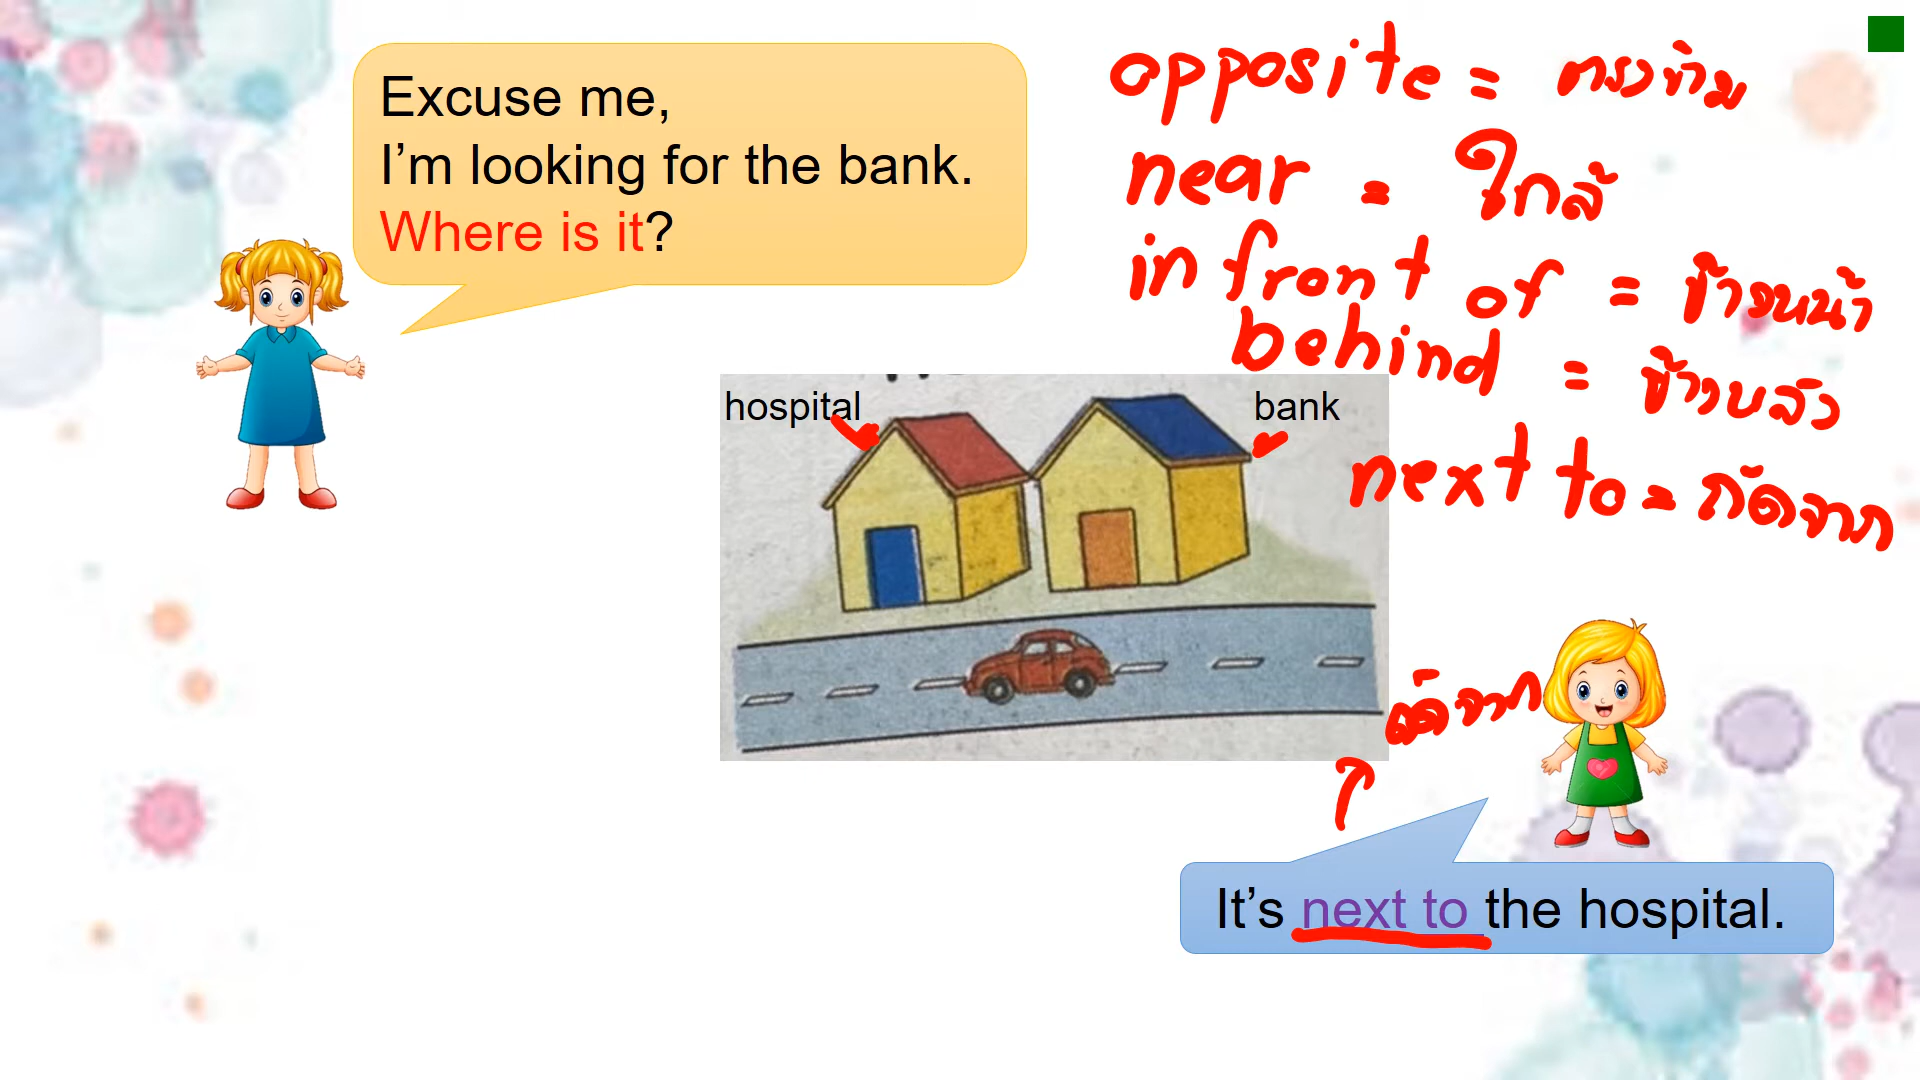 Excuse me,
I'm looking for the bank.
Where is it?
opposite = ตรงข้าม
near = ใกล้
in front of = ข้างหน้า
behind = ข้างหลัง
next to = ถัดจาก
hospital
bank
ถัดจาก
It's next to the hospital.